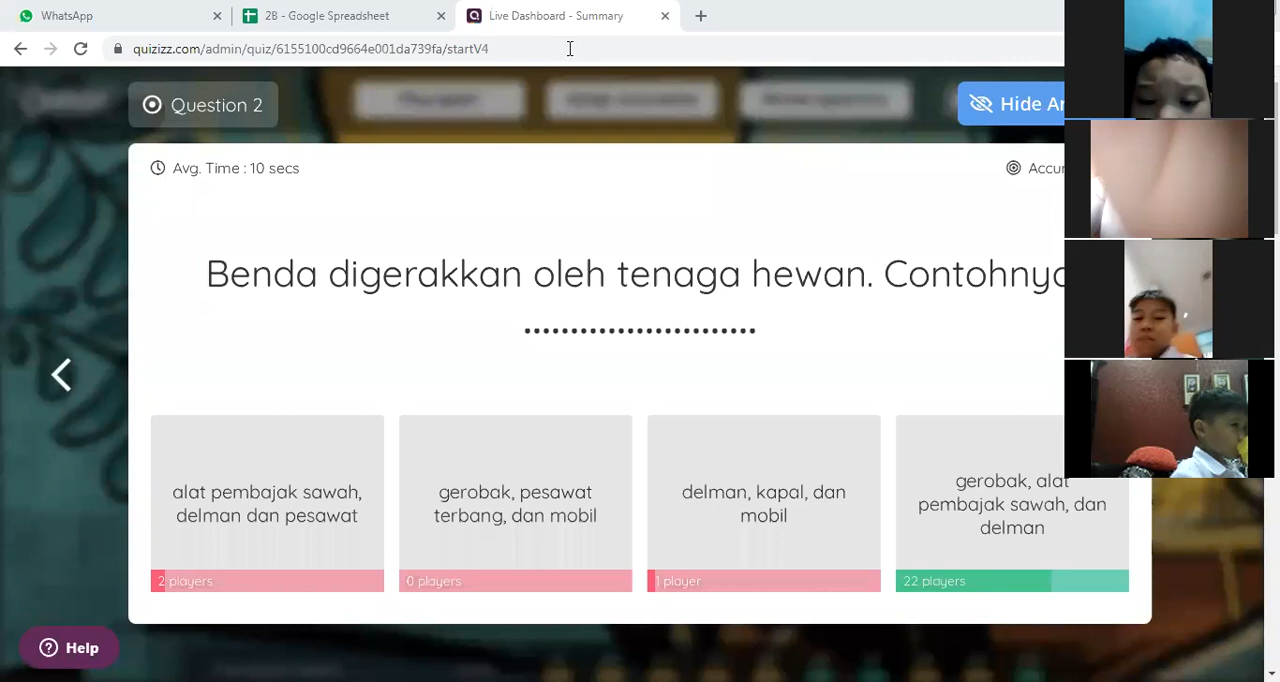 WhatsApp
2B - Google Spreadsheet
Live Dashboard - Summary
quizizz.com/admin/quiz/6155100cd9664e001da739fa/startV4
Question 2
Hide
Avg. Time : 10 secs
Benda digerakkan oleh tenaga hewan. Contohnya
........................
alat pembajak sawah,
delman dan pesawat
2 players
gerobak, pesawat
terbang, dan mobil
0 players
delman, kapal, dan
mobil
1 player
gerobak, alat
pembajak sawah, dan
delman
22 players
Help